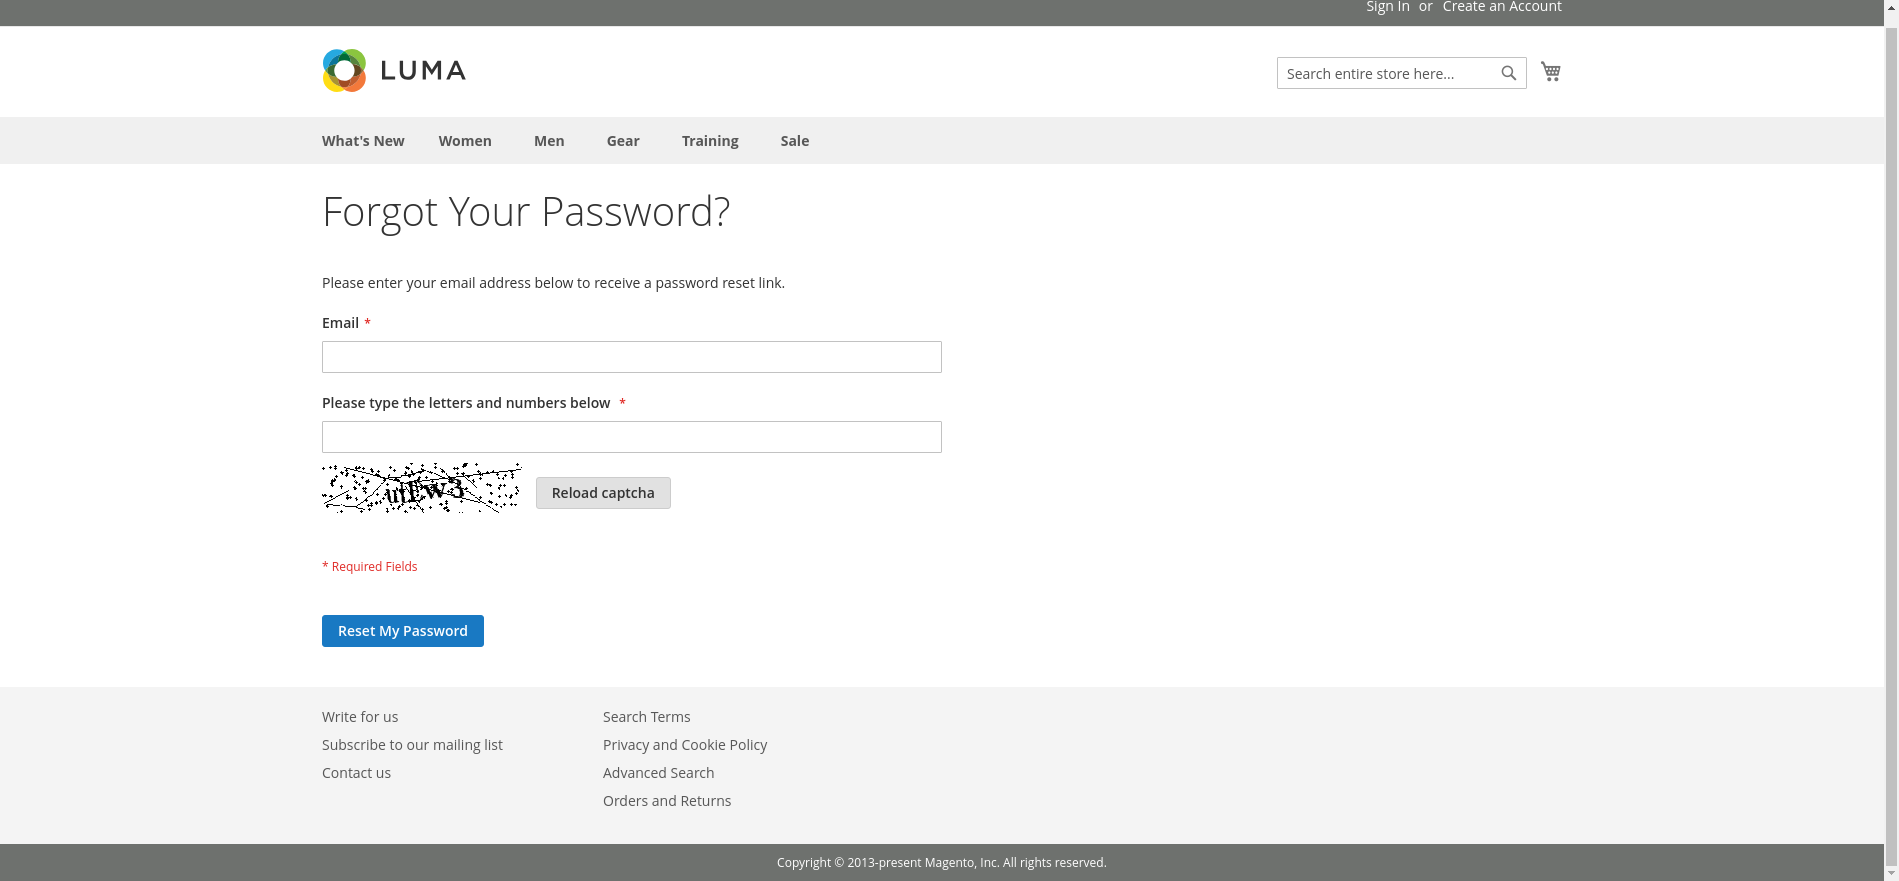 Sign In or Create an Account
LUMA
Search entire store here...
What's New Women Men Gear Training Sale
Forgot Your Password?
Please enter your email address below to receive a password reset link.
Email *
Please type the letters and numbers below *
Reload captcha
* Required Fields
Reset My Password
Write for us
Subscribe to our mailing list
Contact us
Search Terms
Privacy and Cookie Policy
Advanced Search
Orders and Returns
Copyright © 2013-present Magento, Inc. All rights reserved.